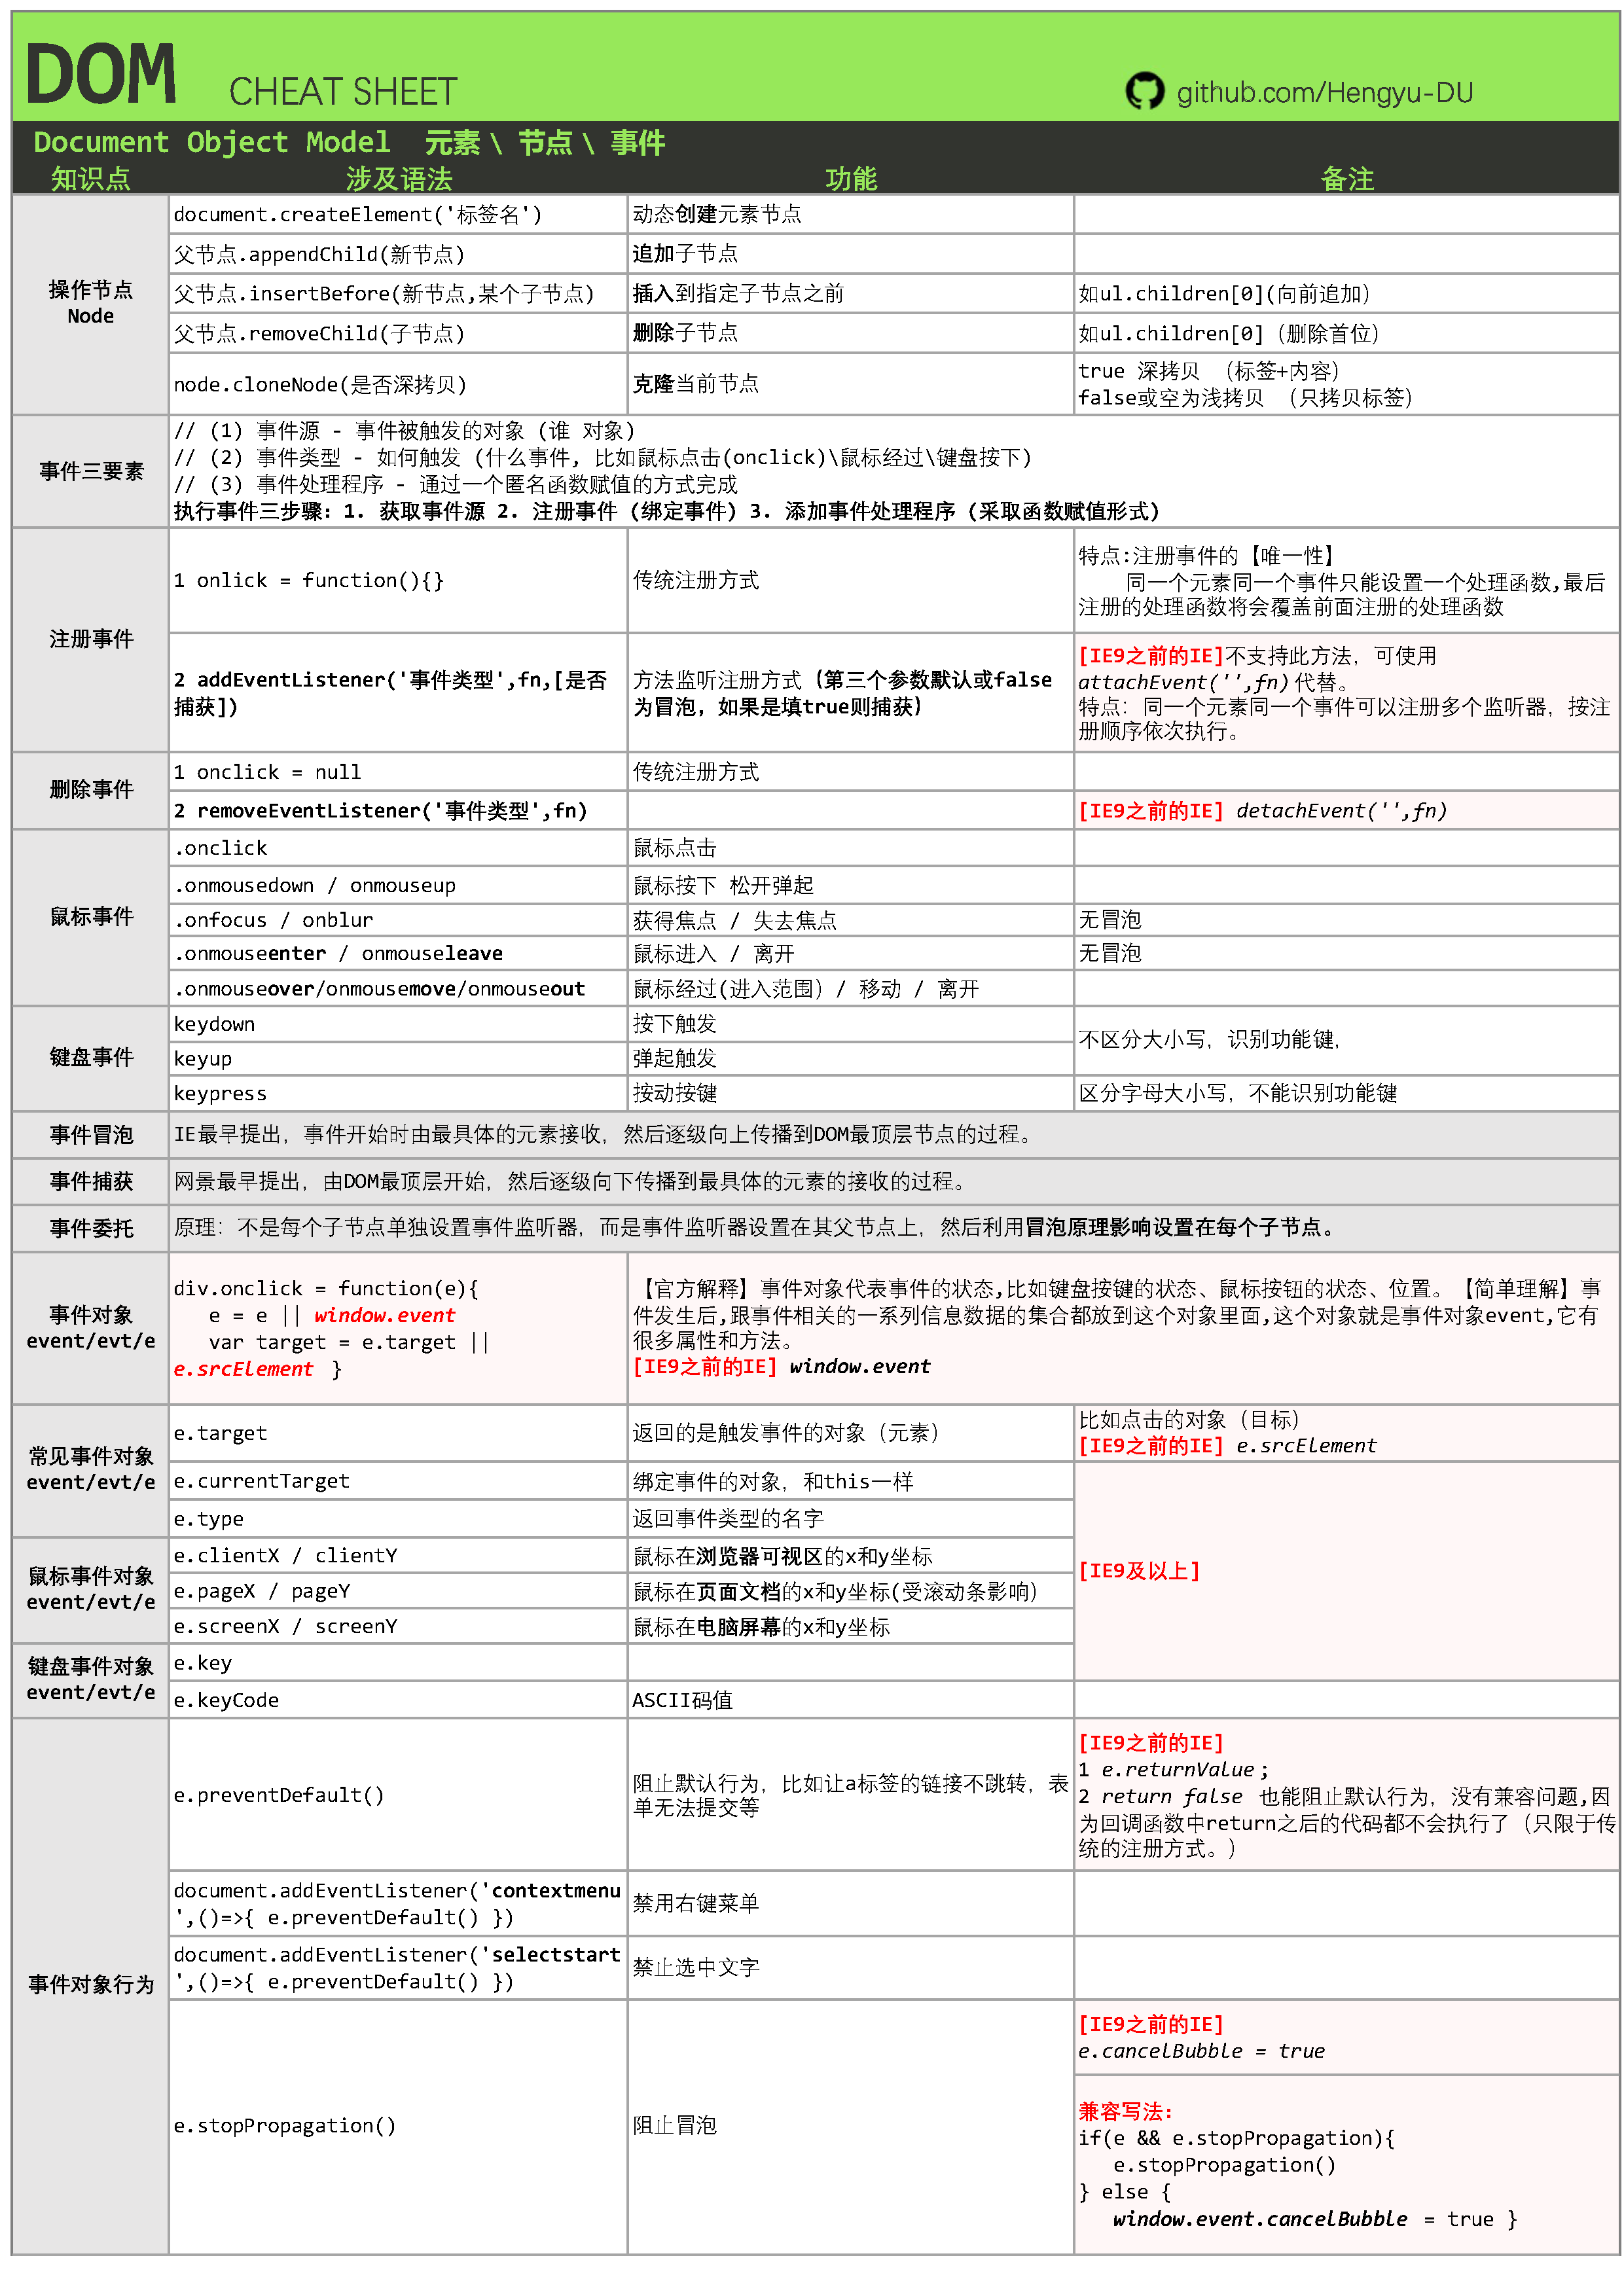 DOM CHEAT SHEET github.com/Hengyu-DU
Document Object Model 元素 \ 节点 \ 事件
知识点 涉及语法 功能 备注
操作节点
Node
document.createElement('标签名') 动态创建元素节点
父节点.appendChild(新节点) 追加子节点
父节点.insertBefore(新节点,某个子节点) 插入到指定子节点之前 如ul.children[0](向前追加)
父节点.removeChild(子节点) 删除子节点 如ul.children[0] (删除首位)
node.cloneNode(是否深拷贝) 克隆当前节点
true 深拷贝 (标签+内容)
false或空为浅拷贝 (只拷贝标签)
事件三要素
// (1) 事件源 - 事件被触发的对象 (谁 对象)
// (2) 事件类型 - 如何触发 (什么事件, 比如鼠标点击(onclick)\鼠标经过\键盘按下)
// (3) 事件处理程序 - 通过一个匿名函数赋值的方式完成
执行事件三步骤: 1. 获取事件源 2. 注册事件 (绑定事件) 3. 添加事件处理程序 (采取函数赋值形式)
注册事件
1 onlick = function(){} 传统注册方式
特点:注册事件的【唯一性】
同一个元素同一个事件只能设置一个处理函数,最后
注册的处理函数将会覆盖前面注册的处理函数
2 addEventListener('事件类型',fn,[是否
捕获])
方法监听注册方式 (第三个参数默认或false
为冒泡, 如果是填true则捕获)
[IE9之前的IE]不支持此方法, 可使用
attachEvent('',fn)代替。
特点: 同一个元素同一个事件可以注册多个监听器, 按注
册顺序依次执行。
删除事件
1 onclick = null 传统注册方式
2 removeEventListener('事件类型',fn) [IE9之前的IE] detachEvent('',fn)
鼠标事件
.onclick 鼠标点击
.onmousedown / onmouseup 鼠标按下 松开弹起
.onfocus / onblur 获得焦点 / 失去焦点 无冒泡
.onmouseenter / onmouseleave 鼠标进入 / 离开 无冒泡
.onmouseover/onmousemove/onmouseout 鼠标经过(进入范围) / 移动 / 离开
键盘事件
keydown 按下触发
不区分大小写, 识别功能键,
keyup 弹起触发
keypress 按动按键 区分字母大小写, 不能识别功能键
事件冒泡 IE最早提出, 事件开始时由最具体的元素接收, 然后逐级向上传播到DOM最顶层节点的过程。
事件捕获 网景最早提出, 由DOM最顶层开始, 然后逐级向下传播到最具体的元素的接收的过程。
事件委托 原理: 不是每个子节点单独设置事件监听器, 而是事件监听器设置在其父节点上, 然后利用冒泡原理影响设置在每个子节点。
事件对象
event/evt/e
div.onclick = function(e){
e = e || window.event
var target = e.target ||
e.srcElement }
【官方解释】事件对象代表事件的状态,比如键盘按键的状态、鼠标按钮的状态、位置。【简单理解】事
件发生后,跟事件相关的一系列信息数据的集合都放到这个对象里面,这个对象就是事件对象event,它有
很多属性和方法。
[IE9之前的IE] window.event
常见事件对象
event/evt/e
e.target 返回的是触发事件的对象 (元素)
比如点击的对象 (目标)
[IE9之前的IE] e.srcElement
e.currentTarget 绑定事件的对象, 和this一样
e.type 返回事件类型的名字
鼠标事件对象
event/evt/e
e.clientX / clientY 鼠标在浏览器可视区的x和y坐标
[IE9及以上]
e.pageX / pageY 鼠标在页面文档的x和y坐标(受滚动条影响)
e.screenX / screenY 鼠标在电脑屏幕的x和y坐标
键盘事件对象
event/evt/e
e.key
e.keyCode ASCII码值
事件对象行为
e.preventDefault()
阻止默认行为, 比如让a标签的链接不跳转, 表
单无法提交等
[IE9之前的IE]
1 e.returnValue;
2 return false 也能阻止默认行为, 没有兼容问题,因
为回调函数中return之后的代码都不会执行了 (只限于传
统的注册方式。)
document.addEventListener('contextmenu
',()=>{ e.preventDefault() })
禁用右键菜单
document.addEventListener('selectstart
',()=>{ e.preventDefault() })
禁止选中文字
e.stopPropagation() 阻止冒泡
[IE9之前的IE]
e.cancelBubble = true
兼容写法:
if(e && e.stopPropagation){
e.stopPropagation()
} else {
window.event.cancelBubble = true }